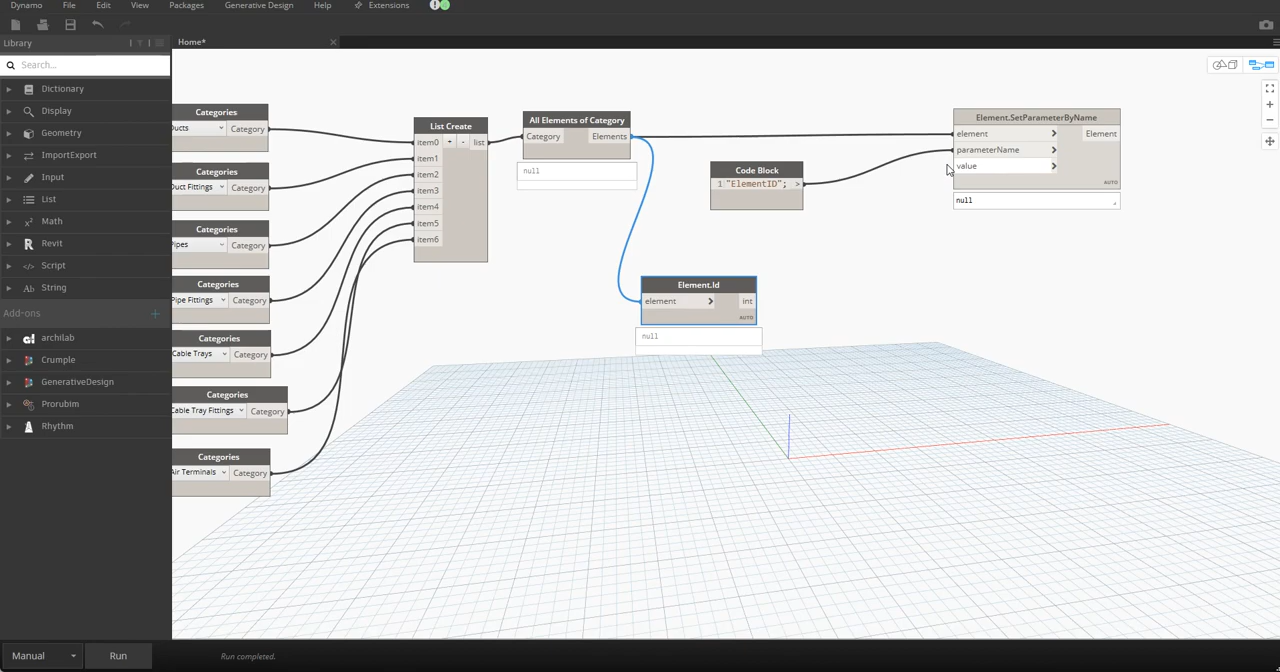 Dynamo File Edit View Packages Generative Design Help Extensions
Library
Home*
Search...
Dictionary
Display
Geometry
ImportExport
Input
List
Math
Revit
Script
String
Add-ons
archilab
Crumple
GenerativeDesign
Prorubim
Rhythm
Categories
Ducts Category
Categories
Duct Fittings Category
Categories
Pipes Category
Categories
Pipe Fittings Category
Categories
Cable Trays Category
Categories
Cable Tray Fittings Category
Categories
Air Terminals Category
List Create
item0 + - list
item1
item2
item3
item4
item5
item6
All Elements of Category
Category Elements
null
Code Block
1 "ElementID"; >
Element.Id
element > int
AUTO
null
Element.SetParameterByName
element > Element
parameterName >
value >
AUTO
null
Manual Run Run completed.